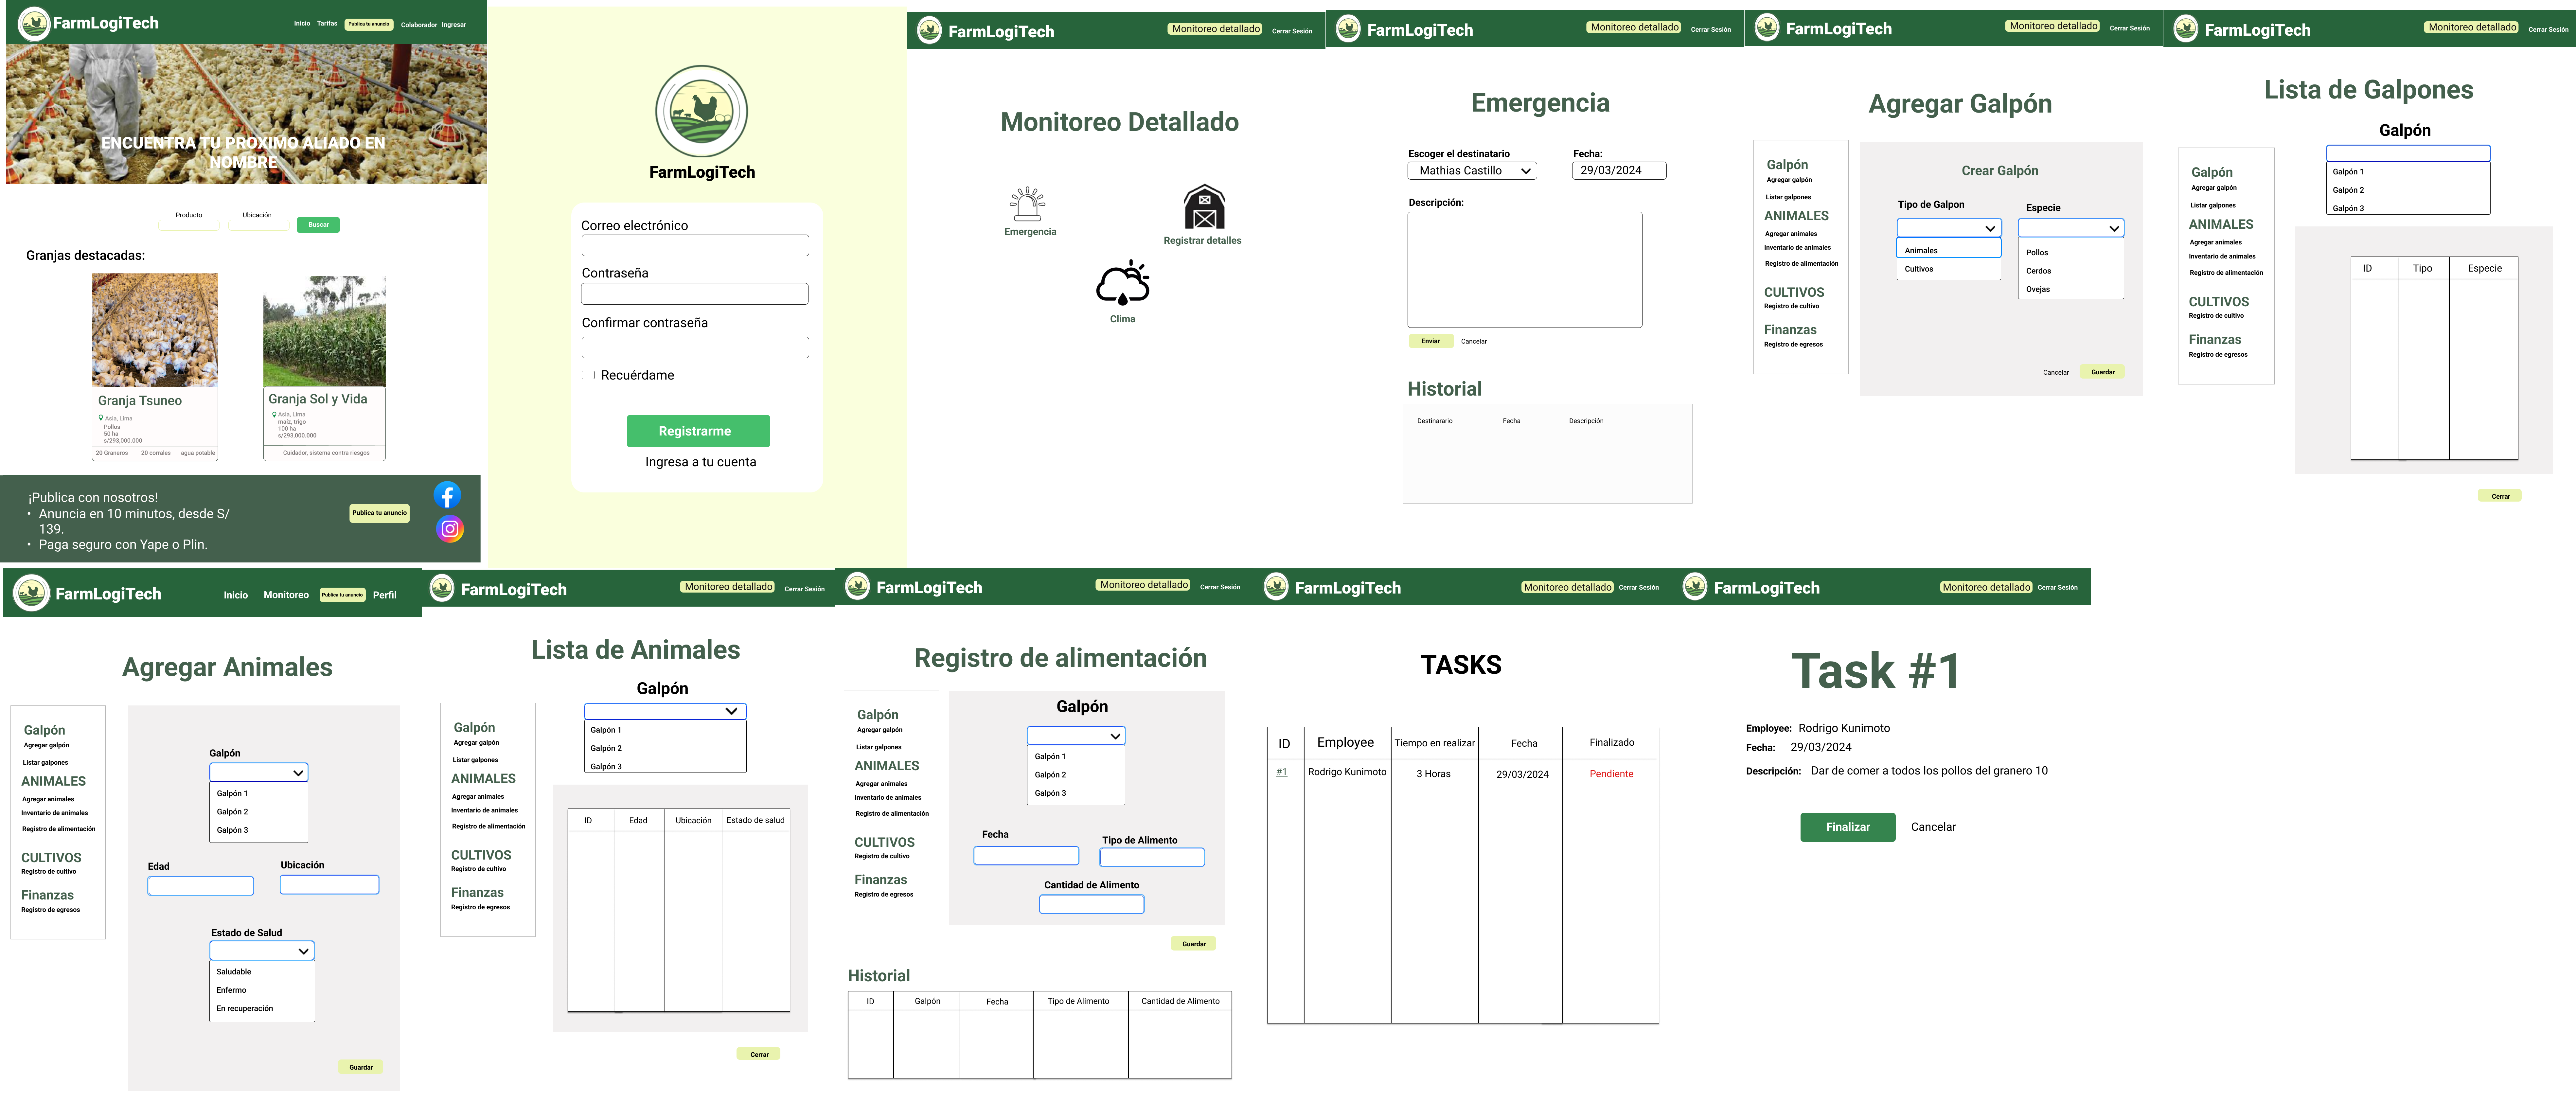 FarmLogiTech
Inicio Tarifas Publica tu anuncio Colaborador Ingresar
ENCUENTRA TU PROXIMO ALIADO EN
NOMBRE
Producto Ubicación Buscar
Granjas destacadas:
Granja Tsuneo
Asia, Lima
Pollos
50 ha
s/293,000.000
20 Graneros 20 corrales agua potable
Granja Sol y Vida
Asia, Lima
maiz, trigo
100 ha
s/293,000.000
Cuidador, sistema contra riesgos
¡Publica con nosotros!
• Anuncia en 10 minutos, desde S/
139.
• Paga seguro con Yape o Plin.
Publica tu anuncio
FarmLogiTech
Correo electrónico
Contraseña
Confirmar contraseña
Recuérdame
Registrarme
Ingresa a tu cuenta
FarmLogiTech Monitoreo detallado Cerrar Sesión
Monitoreo Detallado
Emergencia
Registrar detalles
Clima
FarmLogiTech Monitoreo detallado Cerrar Sesión
Emergencia
Escoger el destinatario Fecha:
Mathias Castillo 29/03/2024
Descripción:
Enviar Cancelar
Historial
Destinarario Fecha Descripción
FarmLogiTech Monitoreo detallado Cerrar Sesión
Agregar Galpón
Galpón
Agregar galpón
Listar galpones
ANIMALES
Agregar animales
Inventario de animales
Registro de alimentación
CULTIVOS
Registro de cultivo
Finanzas
Registro de egresos
Crear Galpón
Tipo de Galpon Especie
Animales
Cultivos
Pollos
Cerdos
Ovejas
Cancelar Guardar
FarmLogiTech Monitoreo detallado Cerrar Sesión
Lista de Galpones
Galpón
Agregar galpón
Listar galpones
ANIMALES
Agregar animales
Inventario de animales
Registro de alimentación
CULTIVOS
Registro de cultivo
Finanzas
Registro de egresos
Galpón
Galpón 1
Galpón 2
Galpón 3
ID Tipo Especie
Cerrar
FarmLogiTech Inicio Monitoreo Publica tu anuncio Perfil
Agregar Animales
Galpón
Agregar galpón
Listar galpones
ANIMALES
Agregar animales
Inventario de animales
Registro de alimentación
CULTIVOS
Registro de cultivo
Finanzas
Registro de egresos
Galpón
Galpón 1
Galpón 2
Galpón 3
Edad Ubicación
Estado de Salud
Saludable
Enfermo
En recuperación
Guardar
FarmLogiTech Monitoreo detallado Cerrar Sesión
Lista de Animales
Galpón
Agregar galpón
Listar galpones
ANIMALES
Agregar animales
Inventario de animales
Registro de alimentación
CULTIVOS
Registro de cultivo
Finanzas
Registro de egresos
Galpón
Galpón 1
Galpón 2
Galpón 3
ID Edad Ubicación Estado de salud
Cerrar
FarmLogiTech Monitoreo detallado Cerrar Sesión
Registro de alimentación
Galpón
Agregar galpón
Listar galpones
ANIMALES
Agregar animales
Inventario de animales
Registro de alimentación
CULTIVOS
Registro de cultivo
Finanzas
Registro de egresos
Galpón
Galpón 1
Galpón 2
Galpón 3
Fecha Tipo de Alimento
Cantidad de Alimento
Guardar
Historial
ID Galpón Fecha Tipo de Alimento Cantidad de Alimento
FarmLogiTech Monitoreo detallado Cerrar Sesión
TASKS
ID Employee Tiempo en realizar Fecha Finalizado
#1 Rodrigo Kunimoto 3 Horas 29/03/2024 Pendiente
FarmLogiTech Monitoreo detallado Cerrar Sesión
Task #1
Employee: Rodrigo Kunimoto
Fecha: 29/03/2024
Descripción: Dar de comer a todos los pollos del granero 10
Finalizar Cancelar